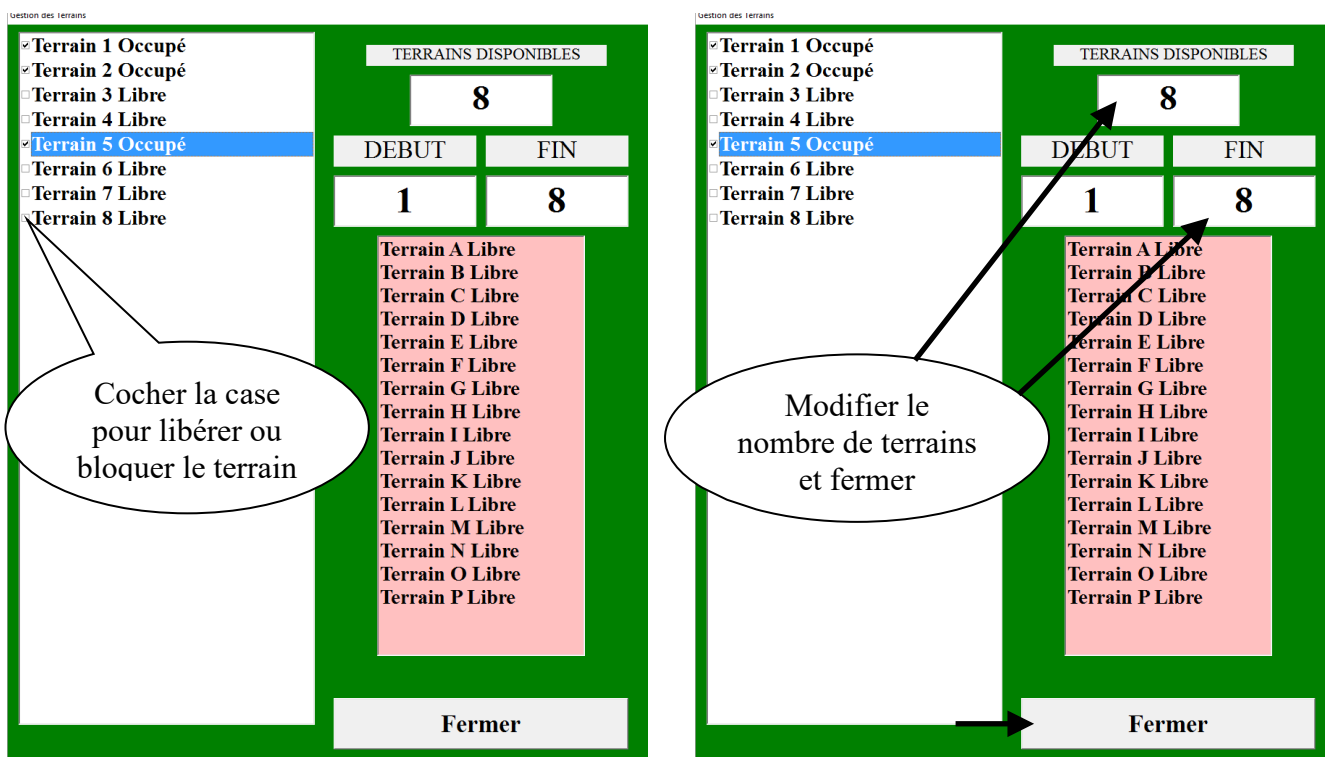 Gestion des Terrains
Terrain 1 Occupé
Terrain 2 Occupé
Terrain 3 Libre
Terrain 4 Libre
Terrain 5 Occupé
Terrain 6 Libre
Terrain 7 Libre
Terrain 8 Libre
TERRAINS DISPONIBLES
8
DEBUT FIN
1 8
Terrain A Libre
Terrain B Libre
Terrain C Libre
Terrain D Libre
Terrain E Libre
Terrain F Libre
Terrain G Libre
Terrain H Libre
Terrain I Libre
Terrain J Libre
Terrain K Libre
Terrain L Libre
Terrain M Libre
Terrain N Libre
Terrain O Libre
Terrain P Libre
Cocher la case
pour libérer ou
bloquer le terrain
Fermer
Gestion des Terrains
Terrain 1 Occupé
Terrain 2 Occupé
Terrain 3 Libre
Terrain 4 Libre
Terrain 5 Occupé
Terrain 6 Libre
Terrain 7 Libre
Terrain 8 Libre
TERRAINS DISPONIBLES
8
DEBUT FIN
1 8
Terrain A Libre
Terrain B Libre
Terrain C Libre
Terrain D Libre
Terrain E Libre
Terrain F Libre
Terrain G Libre
Terrain H Libre
Terrain I Libre
Terrain J Libre
Terrain K Libre
Terrain L Libre
Terrain M Libre
Terrain N Libre
Terrain O Libre
Terrain P Libre
Modifier le
nombre de terrains
et fermer
Fermer